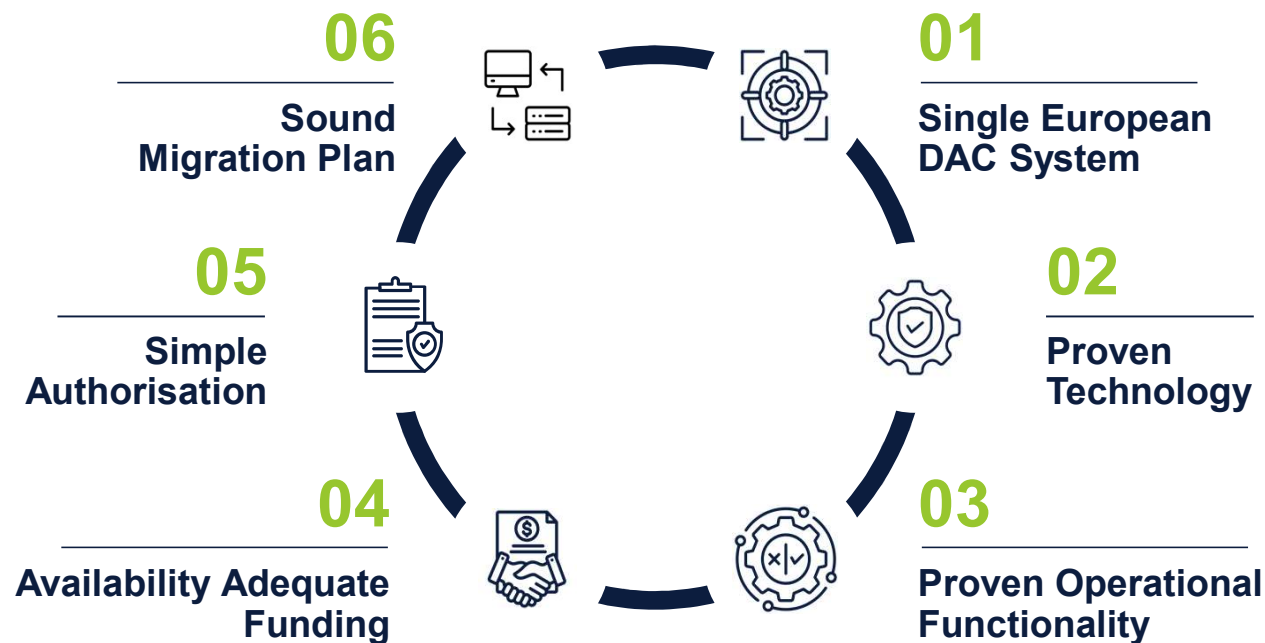 01
Single European
DAC System
02
Proven
Technology
03
Proven Operational
Functionality
04
Availability Adequate
Funding
05
Simple
Authorisation
06
Sound
Migration Plan